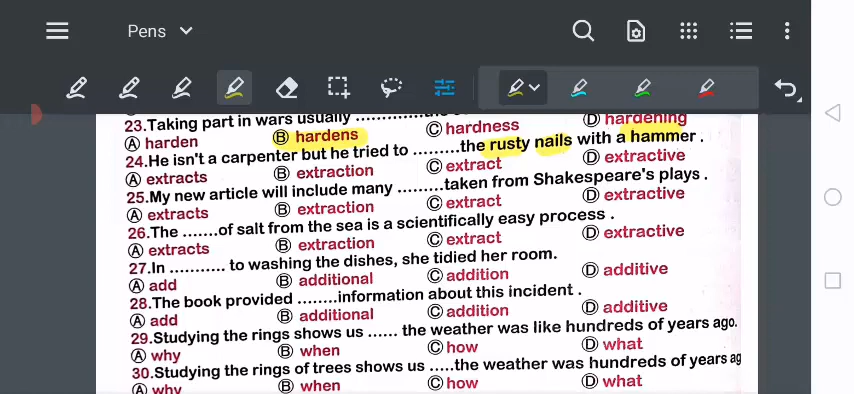 Pens
23.Taking part in wars usually ..............the
Ⓐ harden Ⓑ hardens Ⓒ hardness Ⓓ hardening
24.He isn't a carpenter but he tried to .........the rusty nails with a hammer .
Ⓐ extracts Ⓑ extraction Ⓒ extract Ⓓ extractive
25.My new article will include many .........taken from Shakespeare's plays .
Ⓐ extracts Ⓑ extraction Ⓒ extract Ⓓ extractive
26.The .......of salt from the sea is a scientifically easy process .
Ⓐ extracts Ⓑ extraction Ⓒ extract Ⓓ extractive
27.In ........... to washing the dishes, she tidied her room.
Ⓐ add Ⓑ additional Ⓒ addition Ⓓ additive
28.The book provided ........information about this incident .
Ⓐ add Ⓑ additional Ⓒ addition Ⓓ additive
29.Studying the rings shows us ...... the weather was like hundreds of years ago.
Ⓐ why Ⓑ when Ⓒ how Ⓓ what
30.Studying the rings of trees shows us .....the weather was hundreds of years ag
Ⓐ why Ⓑ when Ⓒ how Ⓓ what